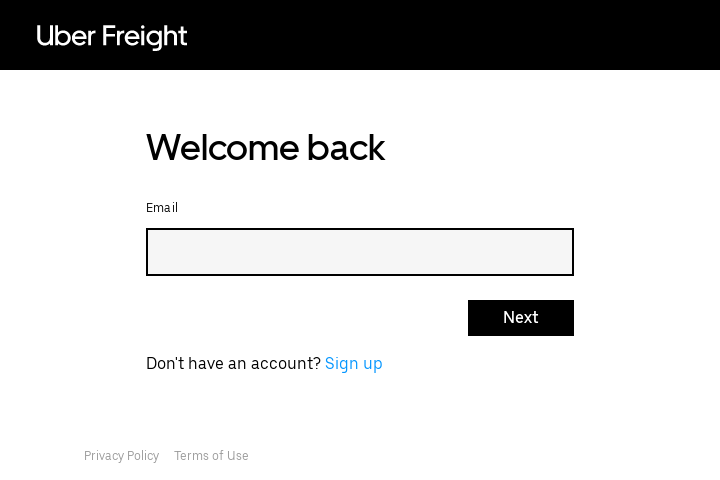 Uber Freight
Welcome back
Email
Next
Don't have an account? Sign up
Privacy Policy Terms of Use